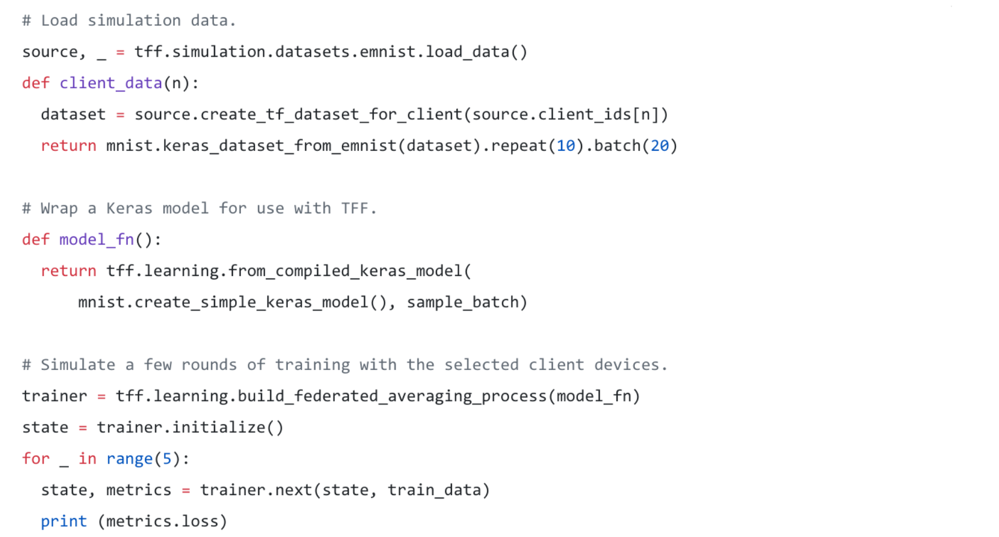 # Load simulation data.
source, _ = tff.simulation.datasets.emnist.load_data()
def client_data(n):
  dataset = source.create_tf_dataset_for_client(source.client_ids[n])
  return mnist.keras_dataset_from_emnist(dataset).repeat(10).batch(20)

# Wrap a Keras model for use with TFF.
def model_fn():
  return tff.learning.from_compiled_keras_model(
      mnist.create_simple_keras_model(), sample_batch)

# Simulate a few rounds of training with the selected client devices.
trainer = tff.learning.build_federated_averaging_process(model_fn)
state = trainer.initialize()
for _ in range(5):
  state, metrics = trainer.next(state, train_data)
  print (metrics.loss)